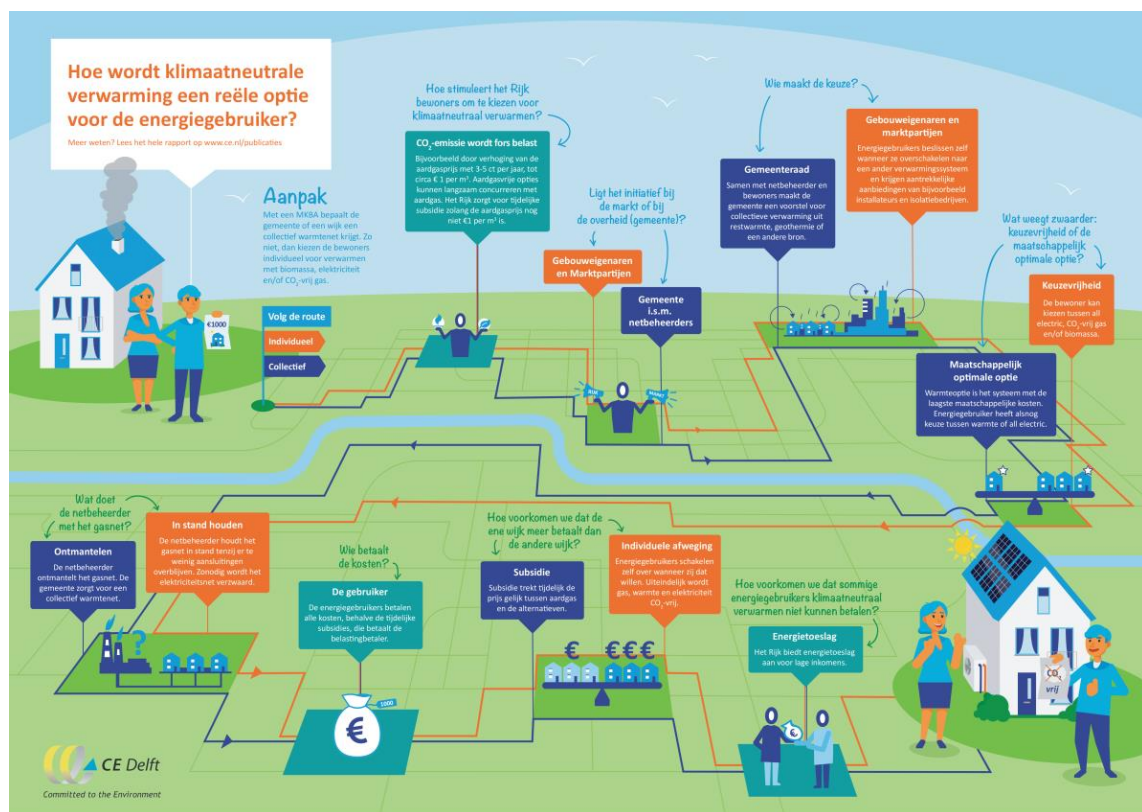 Hoe wordt klimaatneutrale
verwarming een reële optie
voor de energiegebruiker?
Meer weten? Lees het hele rapport op www.ce.nl/publicaties
Aanpak
Met een MKBA bepaalt de
gemeente of een wijk een
collectief warmtenet krijgt. Zo
niet, dan kiezen de bewoners
individueel voor verwarmen
met biomassa, elektriciteit
en/of CO₂-vrij gas.
€1000
Volg de route
Individueel
Collectief
Hoe stimuleert het Rijk
bewoners om te kiezen voor
klimaatneutraal verwarmen?
CO₂-emissie wordt fors belast
Bijvoorbeeld door verhoging van de
aardgasprijs met 3-5 ct per jaar, tot
circa € 1 per m³. Aardgasvrije opties
kunnen langzaam concurreren met
aardgas. Het Rijk zorgt voor tijdelijke
subsidie zolang de aardgasprijs nog
niet €1 per m³ is.
Ligt het initiatief bij
de markt of bij
de overheid (gemeente)?
Gebouweigenaren
en Marktpartijen
Gemeente
i.s.m.
netbeheerders
MARKT
Wie maakt de keuze?
Gemeenteraad
Samen met netbeheerder en
bewoners maakt de
gemeente een voorstel voor
collectieve verwarming uit
restwarmte, geothermie of
een andere bron.
Gebouweigenaren en
marktpartijen
Energiegebruikers beslissen zelf
wanneer ze overschakelen naar
een ander verwarmingssysteem
en krijgen aantrekkelijke
aanbiedingen van bijvoorbeeld
installateurs en isolatiebedrijven.
Wat weegt zwaarder:
keuzevrijheid of de
maatschappelijk
optimale optie?
Keuzevrijheid
De bewoner kan
kiezen tussen all
electric, CO₂-vrij gas
en/of biomassa.
Maatschappelijk
optimale optie
Warmteoptie is het systeem met de
laagste maatschappelijke kosten.
Energiegebruiker heeft alsnog
keuze tussen warmte of all electric.
Wat doet
de netbeheerder
met het gasnet?
Ontmantelen
De netbeheerder
ontmantelt het gasnet. De
gemeente zorgt voor een
collectief warmtenet.
In stand houden
De netbeheerder houdt het
gasnet in stand tenzij er te
weinig aansluitingen
overblijven. Zonodig wordt het
elektriciteitsnet verzwaard.
?
Wie betaalt
de kosten?
De gebruiker
De energiegebruikers betalen
alle kosten, behalve de tijdelijke
subsidies, die betaalt de
belastingbetaler.
1000
€
Hoe voorkomen we dat de
ene wijk meer betaalt dan
de andere wijk?
Subsidie
Subsidie trekt tijdelijk de
prijs gelijk tussen aardgas
en de alternatieven.
Individuele afweging
Energiegebruikers schakelen
zelf over wanneer zij dat
willen. Uiteindelijk wordt
gas, warmte en elektriciteit
CO₂-vrij.
€ €€€
Hoe voorkomen we dat sommige
energiegebruikers klimaatneutraal
verwarmen niet kunnen betalen?
Energietoeslag
Het Rijk biedt energietoeslag
aan voor lage inkomens.
€
CO₂
vrij
CE Delft
Committed to the Environment